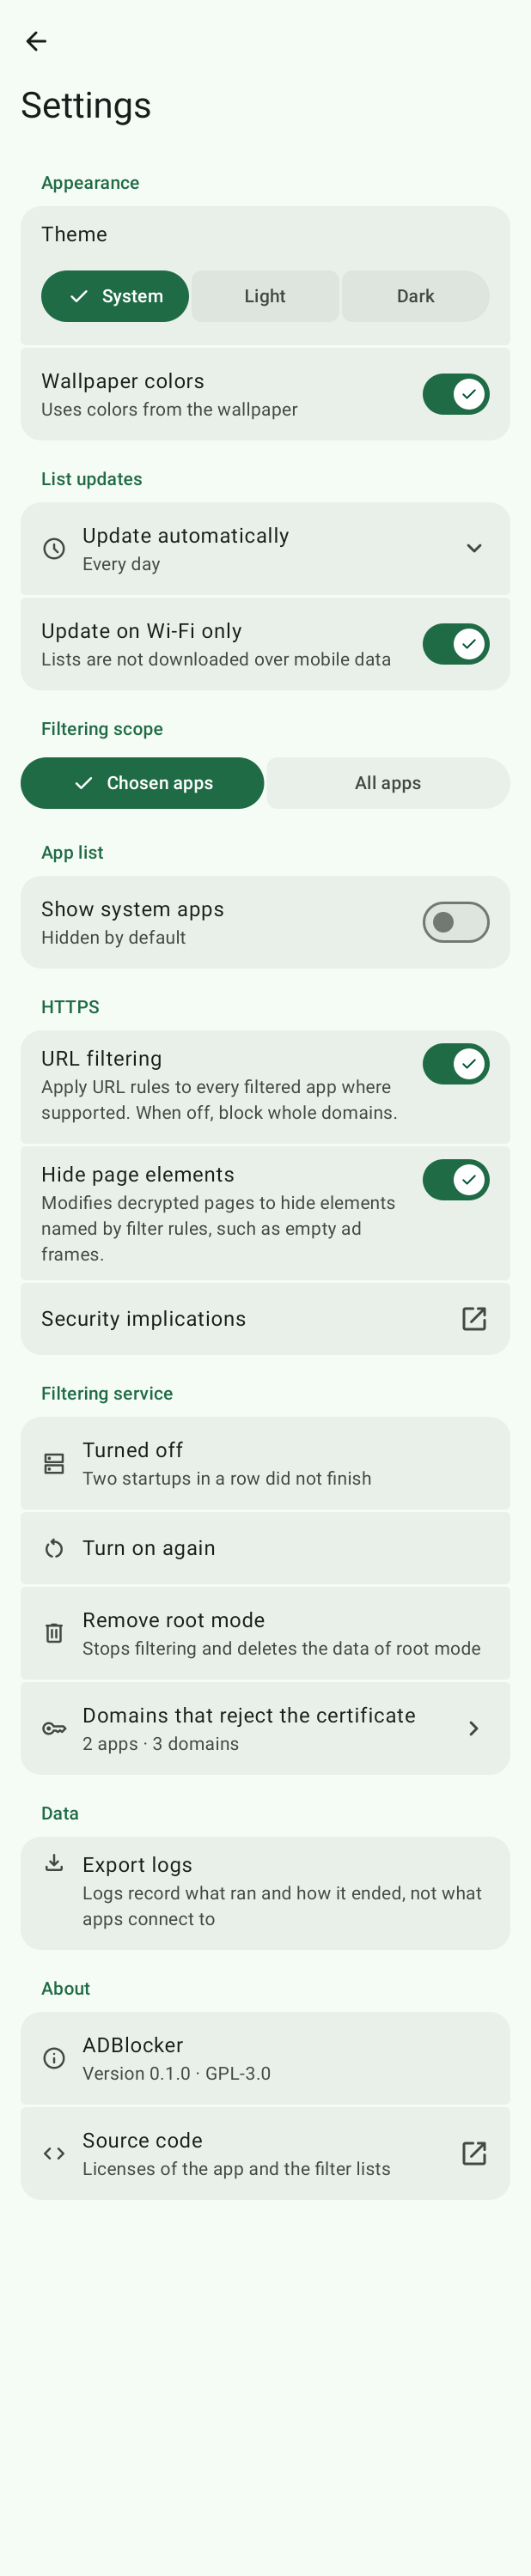 Settings
Appearance
Theme
System
Light
Dark
Wallpaper colors
Uses colors from the wallpaper
List updates
Update automatically
Every day
Update on Wi-Fi only
Lists are not downloaded over mobile data
Filtering scope
Chosen apps
All apps
App list
Show system apps
Hidden by default
HTTPS
URL filtering
Apply URL rules to every filtered app where
supported. When off, block whole domains.
Hide page elements
Modifies decrypted pages to hide elements
named by filter rules, such as empty ad
frames.
Security implications
Filtering service
Turned off
Two startups in a row did not finish
Turn on again
Remove root mode
Stops filtering and deletes the data of root mode
Domains that reject the certificate
2 apps · 3 domains
Data
Export logs
Logs record what ran and how it ended, not what
apps connect to
About
ADBlocker
Version 0.1.0 · GPL-3.0
Source code
Licenses of the app and the filter lists